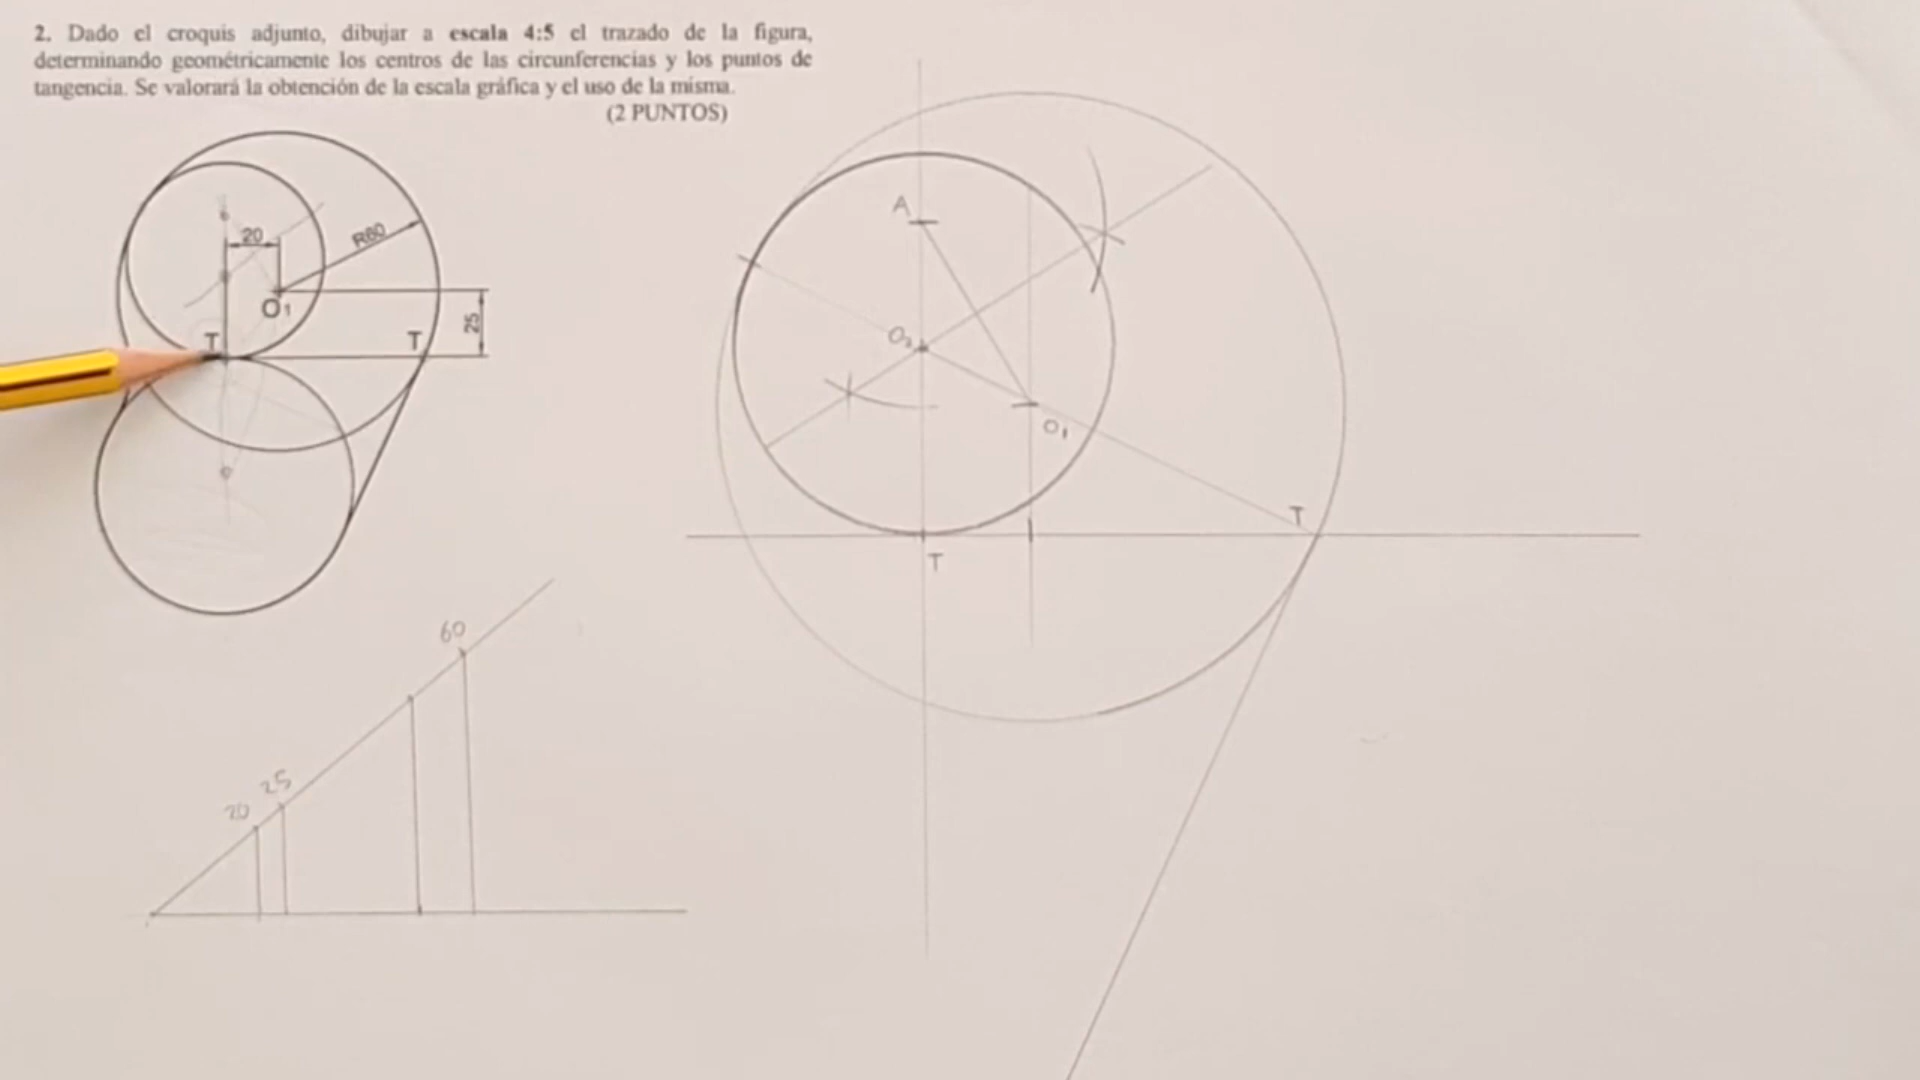 2. Dado el croquis adjunto, dibujar a escala 4:5 el trazado de la figura,
determinando geométricamente los centros de las circunferencias y los puntos de
tangencia. Se valorará la obtención de la escala gráfica y el uso de la misma.
(2 PUNTOS)
20
R60
O1
25
T
T
A
O2
O1
T
T
60
25
20